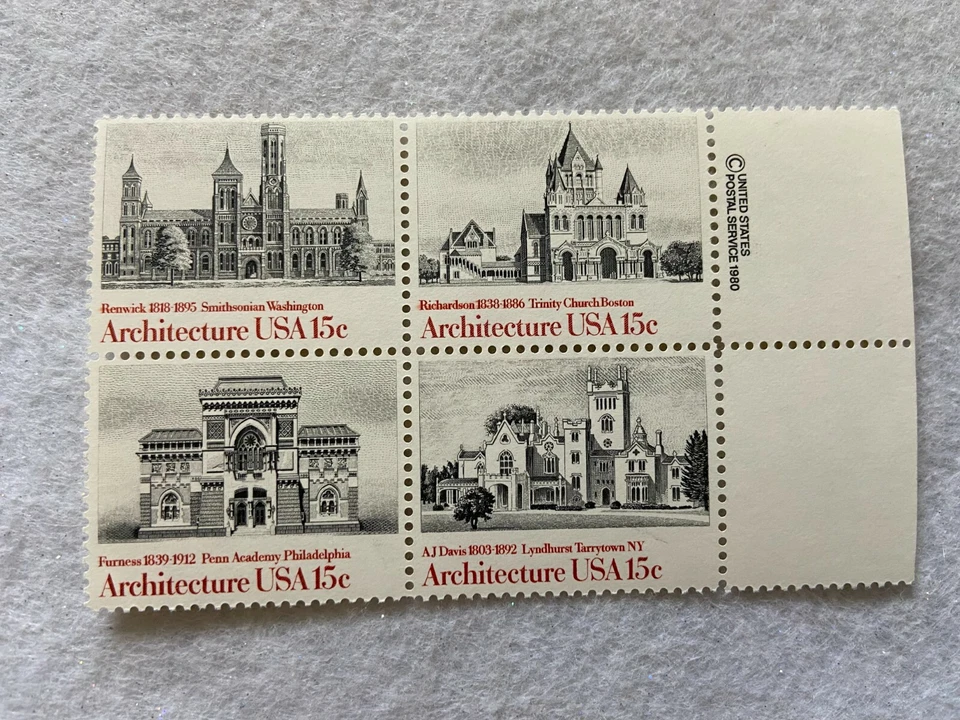 Renwick 1818-1895 Smithsonian Washington
Architecture USA 15c
Richardson 1838-1886 Trinity Church Boston
Architecture USA 15c
© UNITED STATES
POSTAL SERVICE 1980
Furness 1839-1912 Penn Academy Philadelphia
Architecture USA 15c
AJ Davis 1803-1892 Lyndhurst Tarrytown NY
Architecture USA 15c